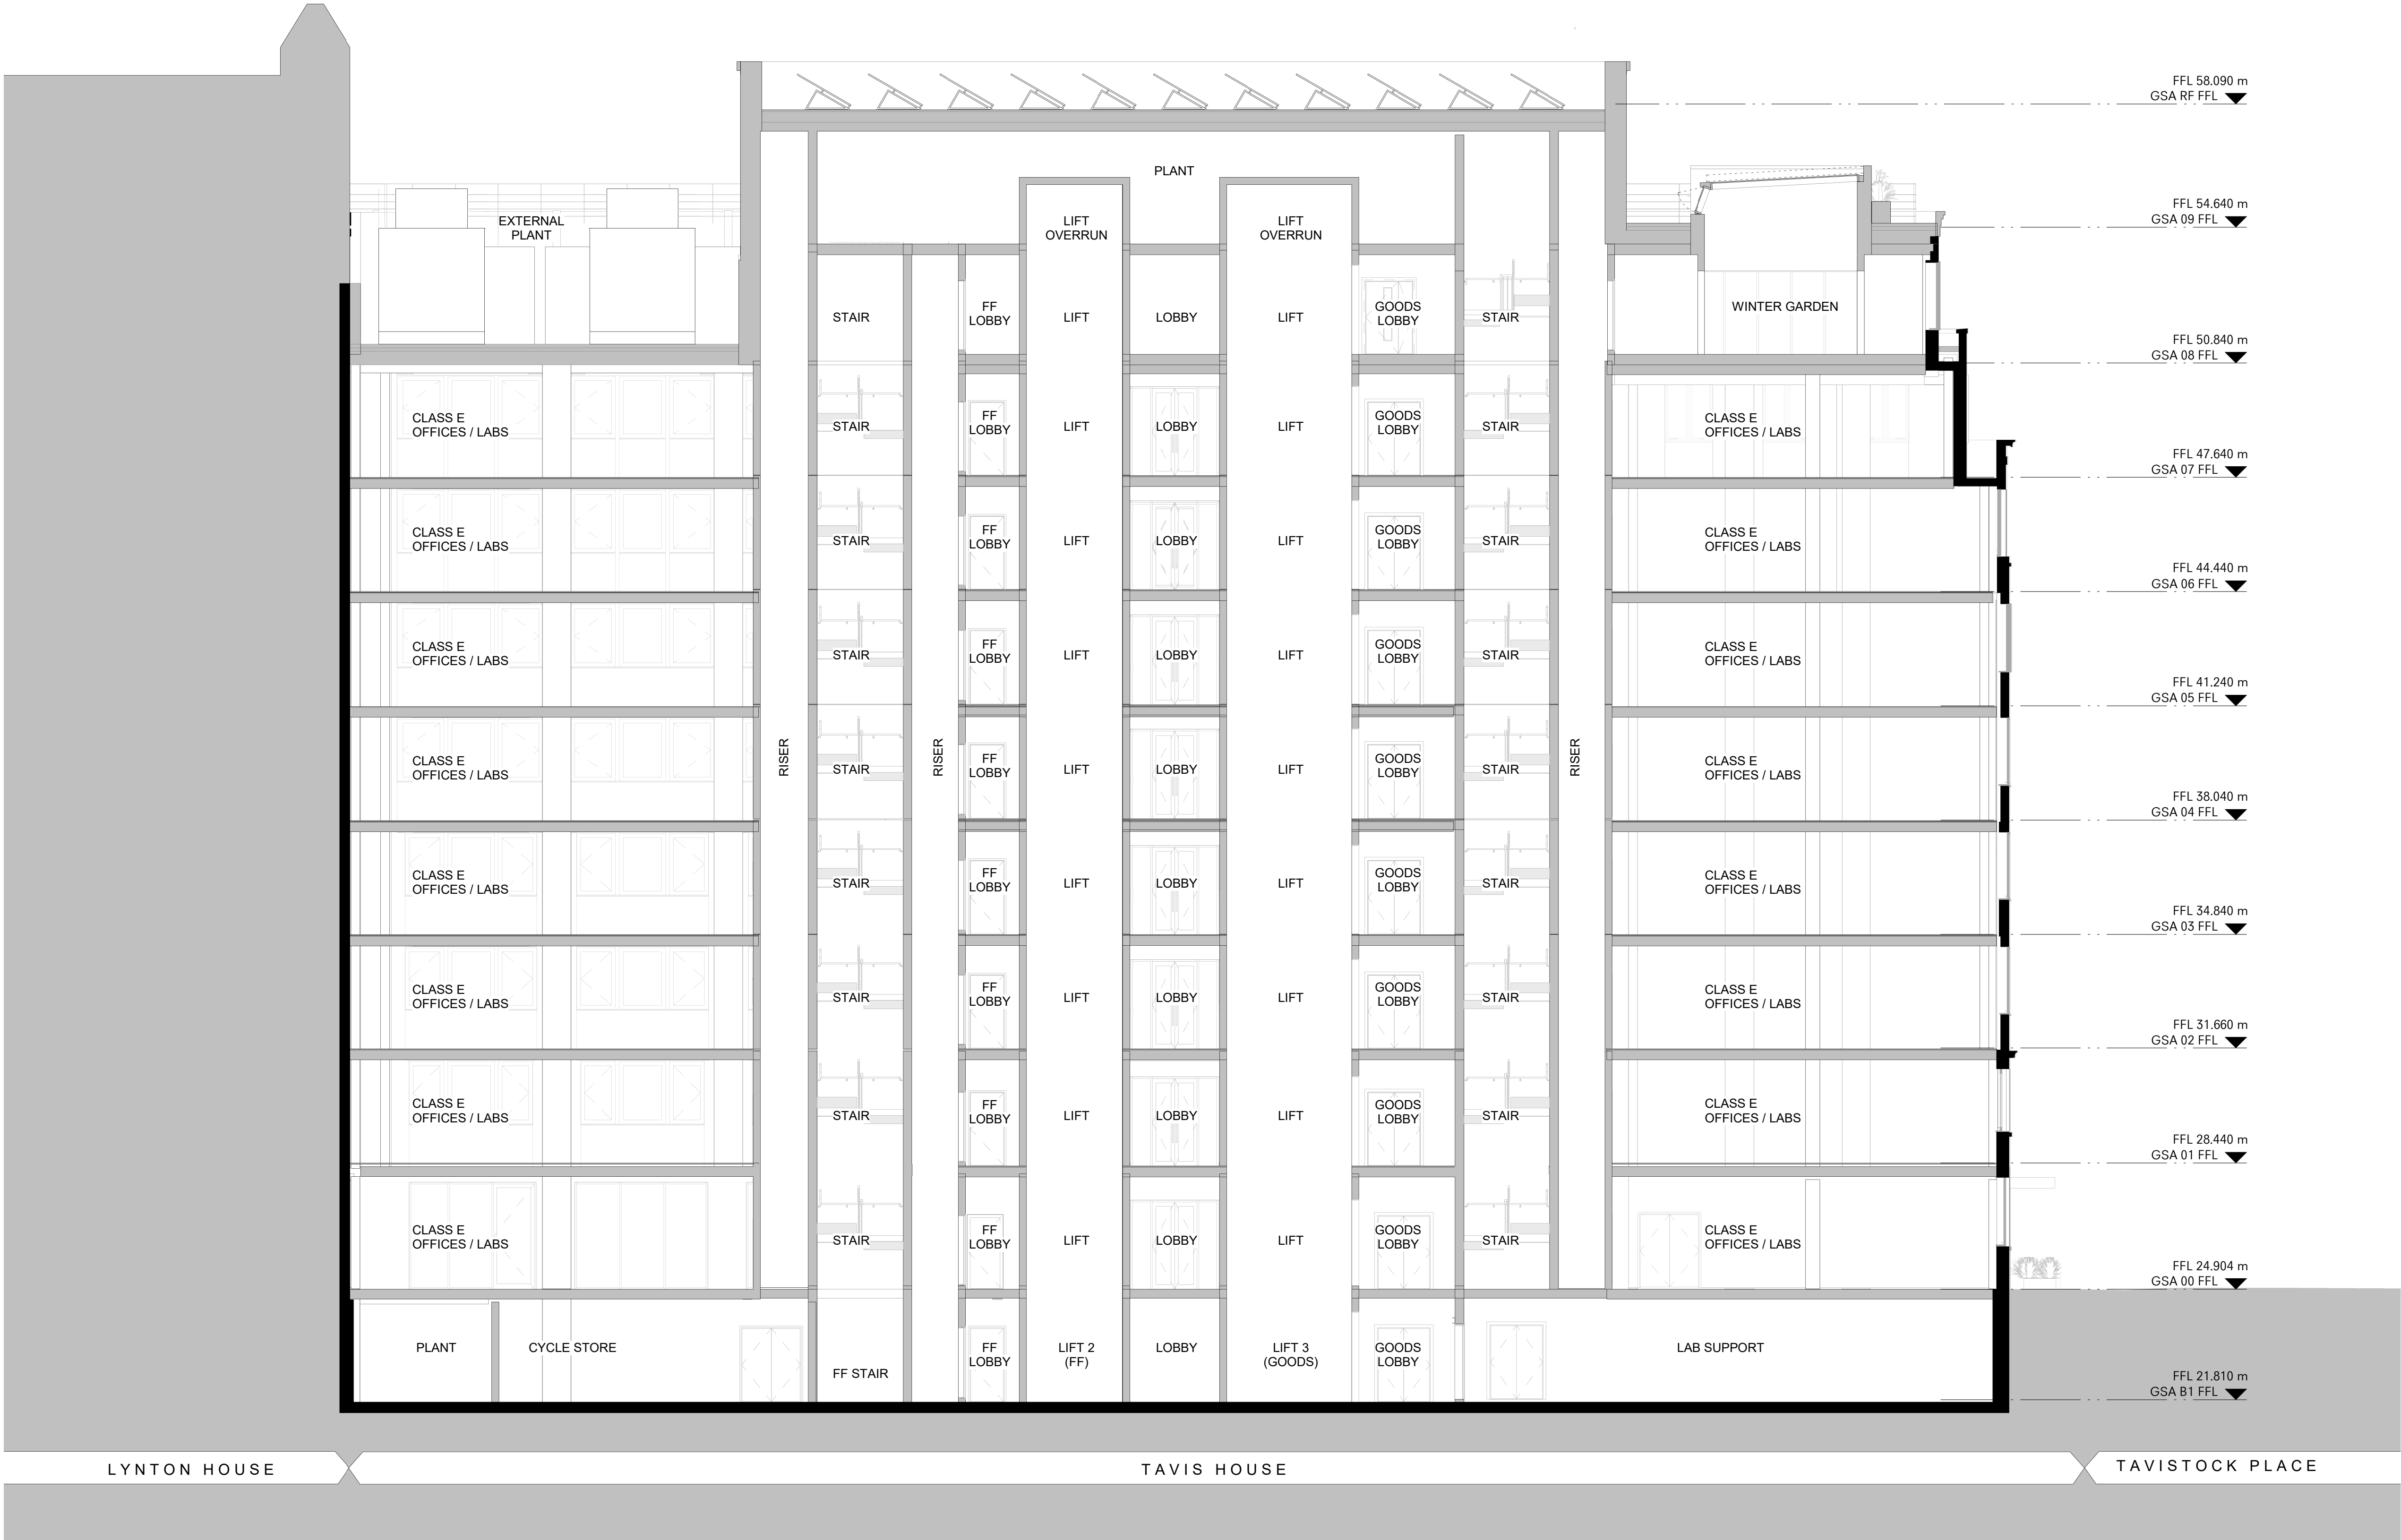 FFL 58.090 m
GSA RF FFL
PLANT
FFL 54.640 m
GSA 09 FFL
EXTERNAL
PLANT
LIFT
OVERRUN
LIFT
OVERRUN
STAIR
FF
LOBBY
LIFT
LOBBY
LIFT
GOODS
LOBBY
STAIR
WINTER GARDEN
FFL 50.840 m
GSA 08 FFL
CLASS E
OFFICES / LABS
STAIR
FF
LOBBY
LIFT
LOBBY
LIFT
GOODS
LOBBY
STAIR
CLASS E
OFFICES / LABS
FFL 47.640 m
GSA 07 FFL
CLASS E
OFFICES / LABS
STAIR
FF
LOBBY
LIFT
LOBBY
LIFT
GOODS
LOBBY
STAIR
CLASS E
OFFICES / LABS
FFL 44.440 m
GSA 06 FFL
CLASS E
OFFICES / LABS
STAIR
FF
LOBBY
LIFT
LOBBY
LIFT
GOODS
LOBBY
STAIR
CLASS E
OFFICES / LABS
FFL 41.240 m
GSA 05 FFL
CLASS E
OFFICES / LABS
RISER
STAIR
RISER
FF
LOBBY
LIFT
LOBBY
LIFT
GOODS
LOBBY
STAIR
RISER
CLASS E
OFFICES / LABS
FFL 38.040 m
GSA 04 FFL
CLASS E
OFFICES / LABS
STAIR
FF
LOBBY
LIFT
LOBBY
LIFT
GOODS
LOBBY
STAIR
CLASS E
OFFICES / LABS
FFL 34.840 m
GSA 03 FFL
CLASS E
OFFICES / LABS
STAIR
FF
LOBBY
LIFT
LOBBY
LIFT
GOODS
LOBBY
STAIR
CLASS E
OFFICES / LABS
FFL 31.660 m
GSA 02 FFL
CLASS E
OFFICES / LABS
STAIR
FF
LOBBY
LIFT
LOBBY
LIFT
GOODS
LOBBY
STAIR
CLASS E
OFFICES / LABS
FFL 28.440 m
GSA 01 FFL
CLASS E
OFFICES / LABS
STAIR
FF
LOBBY
LIFT
LOBBY
LIFT
GOODS
LOBBY
STAIR
CLASS E
OFFICES / LABS
FFL 24.904 m
GSA 00 FFL
PLANT
CYCLE STORE
FF STAIR
FF
LOBBY
LIFT 2
(FF)
LOBBY
LIFT 3
(GOODS)
GOODS
LOBBY
LAB SUPPORT
FFL 21.810 m
GSA B1 FFL
LYNTON HOUSE
TAVIS HOUSE
TAVISTOCK PLACE